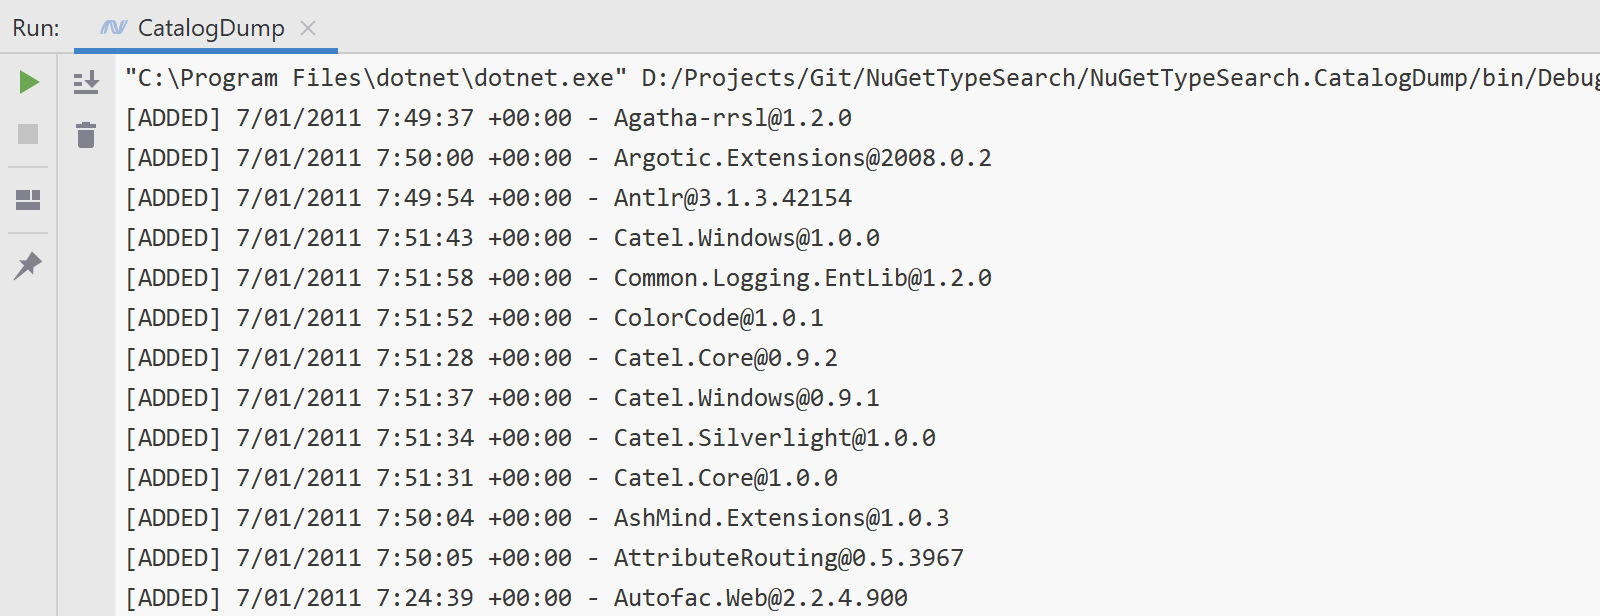 Run: CatalogDump
"C:\Program Files\dotnet\dotnet.exe" D:/Projects/Git/NuGetTypeSearch/NuGetTypeSearch.CatalogDump/bin/Debug
[ADDED] 7/01/2011 7:49:37 +00:00 - Agatha-rrsl@1.2.0
[ADDED] 7/01/2011 7:50:00 +00:00 - Argotic.Extensions@2008.0.2
[ADDED] 7/01/2011 7:49:54 +00:00 - Antlr@3.1.3.42154
[ADDED] 7/01/2011 7:51:43 +00:00 - Catel.Windows@1.0.0
[ADDED] 7/01/2011 7:51:58 +00:00 - Common.Logging.EntLib@1.2.0
[ADDED] 7/01/2011 7:51:52 +00:00 - ColorCode@1.0.1
[ADDED] 7/01/2011 7:51:28 +00:00 - Catel.Core@0.9.2
[ADDED] 7/01/2011 7:51:37 +00:00 - Catel.Windows@0.9.1
[ADDED] 7/01/2011 7:51:34 +00:00 - Catel.Silverlight@1.0.0
[ADDED] 7/01/2011 7:51:31 +00:00 - Catel.Core@1.0.0
[ADDED] 7/01/2011 7:50:04 +00:00 - AshMind.Extensions@1.0.3
[ADDED] 7/01/2011 7:50:05 +00:00 - AttributeRouting@0.5.3967
[ADDED] 7/01/2011 7:24:39 +00:00 - Autofac.Web@2.2.4.900